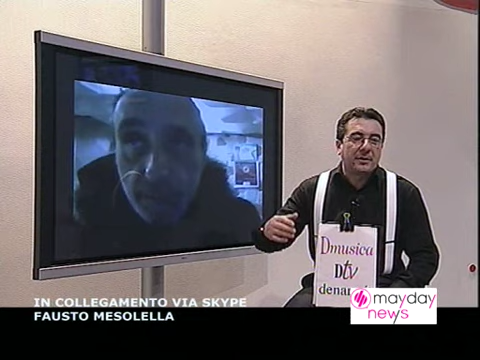 Dmusica
DtV
IN COLLEGAMENTO VIA SKYPE
FAUSTO MESOLELLA
mayday
news